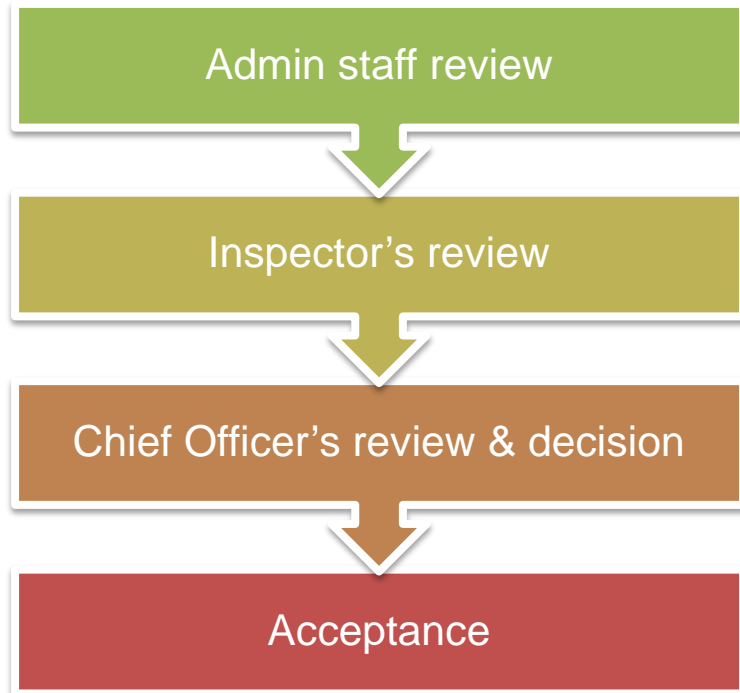 Admin staff review
Inspector’s review
Chief Officer’s review & decision
Acceptance